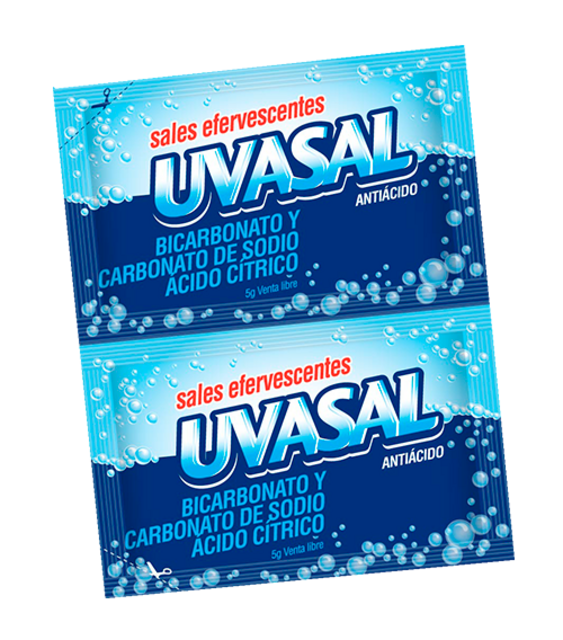 sales efervescentes
UVASAL
ANTIÁCIDO
BICARBONATO Y
CARBONATO DE SODIO
ÁCIDO CÍTRICO
5g Venta libre
sales efervescentes
UVASAL
ANTIÁCIDO
BICARBONATO Y
CARBONATO DE SODIO
ÁCIDO CÍTRICO
5g Venta libre